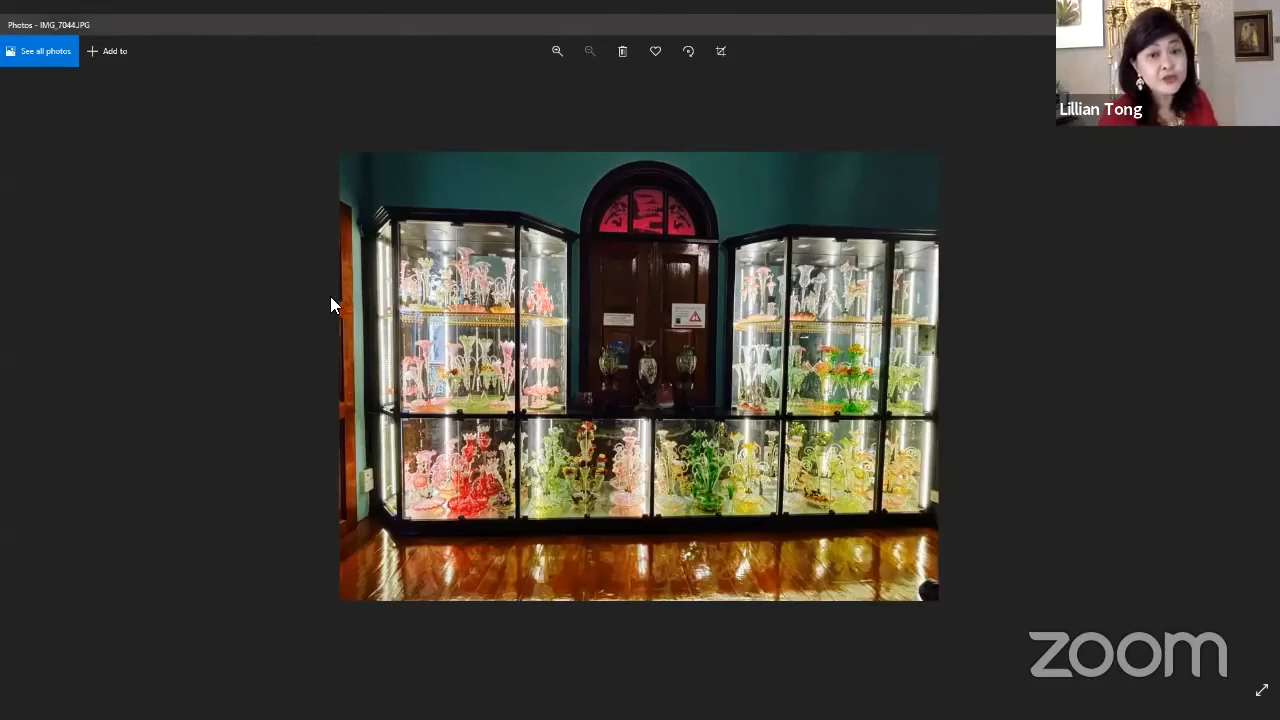 Photos - IMG_7044.JPG
See all photos
Add to
Lillian Tong
zoom